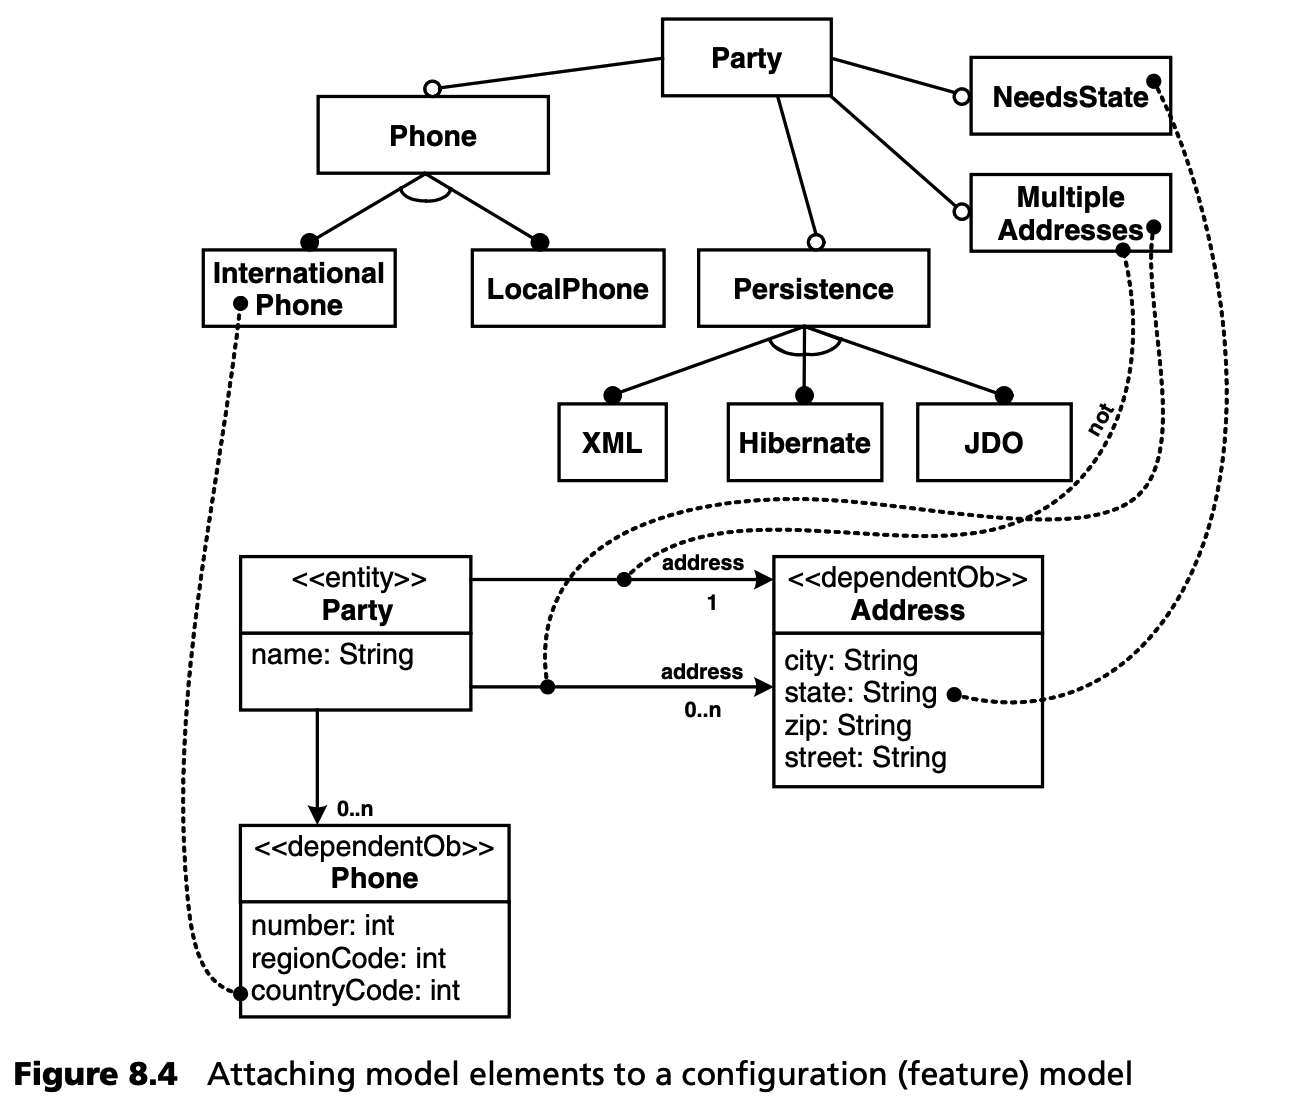 Party
NeedsState
Phone
Multiple
Addresses
International
Phone
LocalPhone
Persistence
not
XML
Hibernate
JDO
<<entity>>
Party
name: String
address
1
address
0..n
<<dependentOb>>
Address
city: String
state: String
zip: String
street: String
0..n
<<dependentOb>>
Phone
number: int
regionCode: int
countryCode: int
Figure 8.4 Attaching model elements to a configuration (feature) model